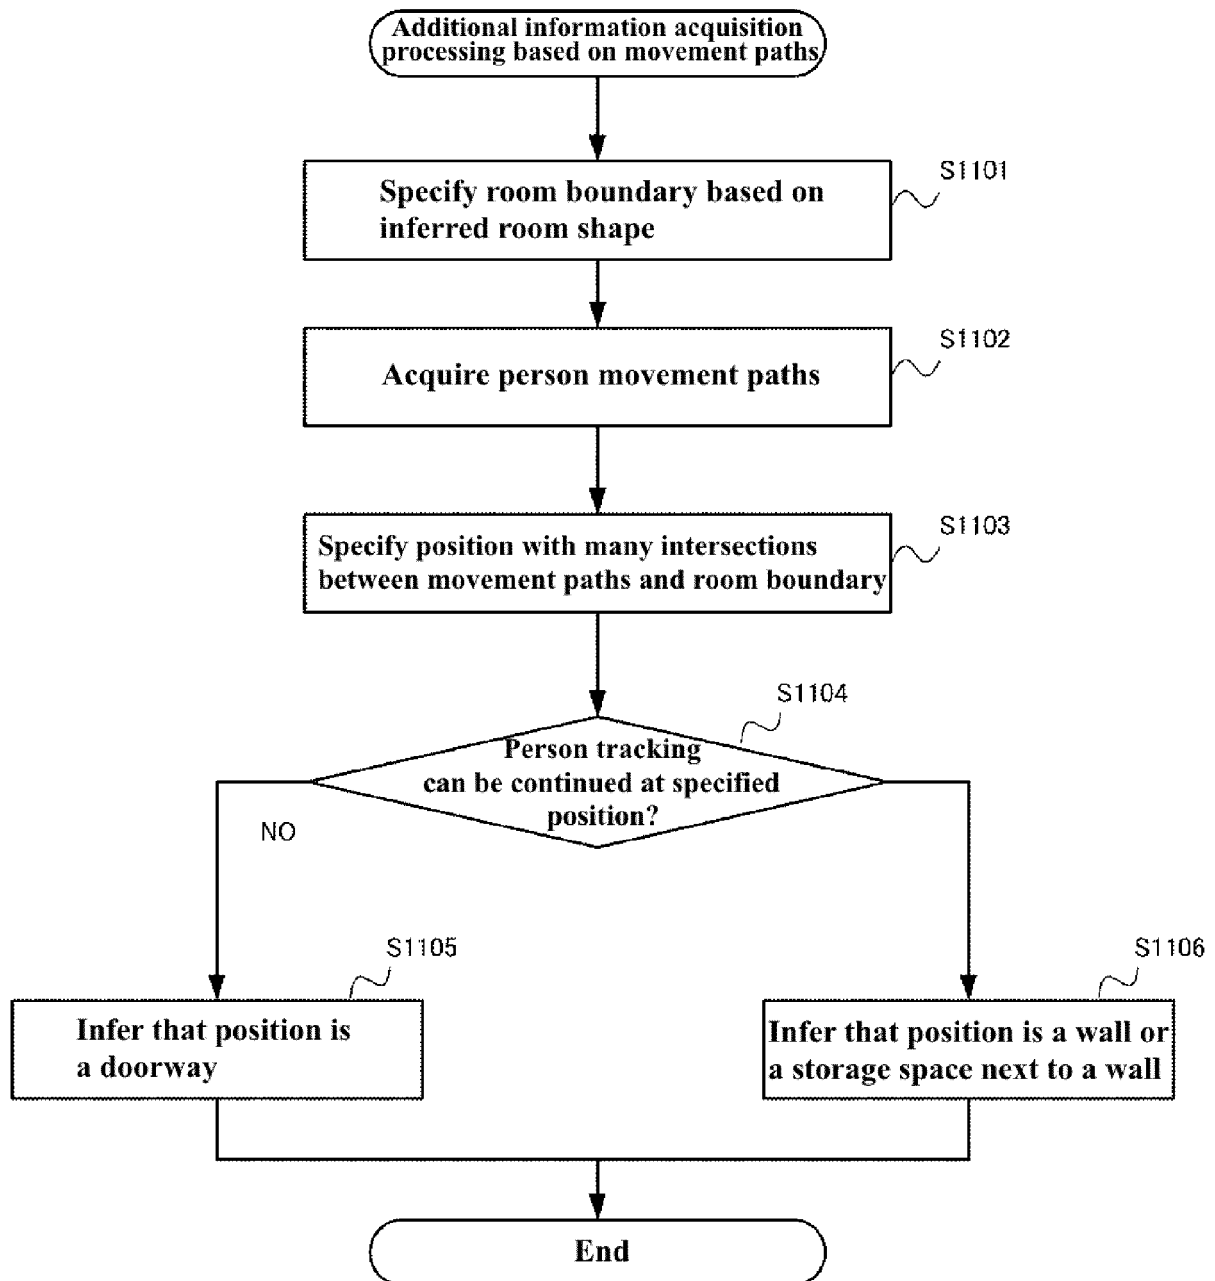 Additional information acquisition
processing based on movement paths
S1101
Specify room boundary based on
inferred room shape
S1102
Acquire person movement paths
S1103
Specify position with many intersections
between movement paths and room boundary
S1104
Person tracking
can be continued at specified
position?
NO
S1105
Infer that position is
a doorway
S1106
Infer that position is a wall or
a storage space next to a wall
End